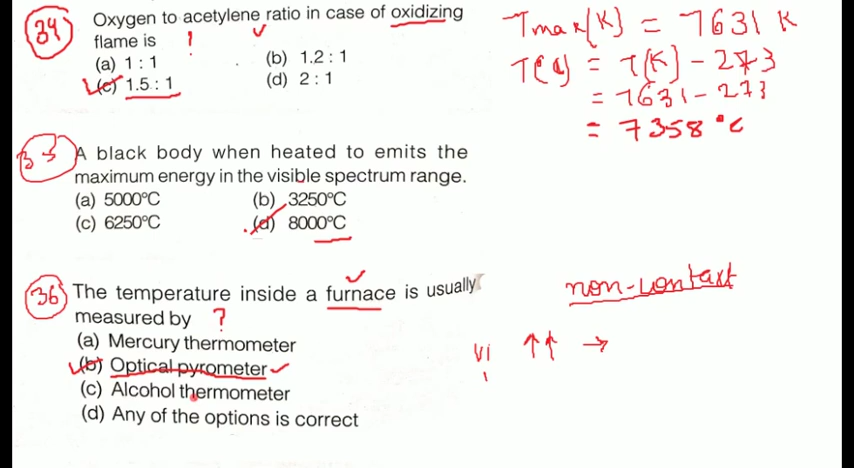 34 Oxygen to acetylene ratio in case of oxidizing
flame is
(a) 1 : 1 (b) 1.2 : 1
(c) 1.5 : 1 (d) 2 : 1
Tmax(K) = 7631 K
T(C) = T(K) - 273
= 7631 - 273
= 7358 °C
35 A black body when heated to emits the
maximum energy in the visible spectrum range.
(a) 5000°C (b) 3250°C
(c) 6250°C (d) 8000°C
36 The temperature inside a furnace is usually
measured by ?
(a) Mercury thermometer
(b) Optical pyrometer
(c) Alcohol thermometer
(d) Any of the options is correct
non-contact
↑↑ →